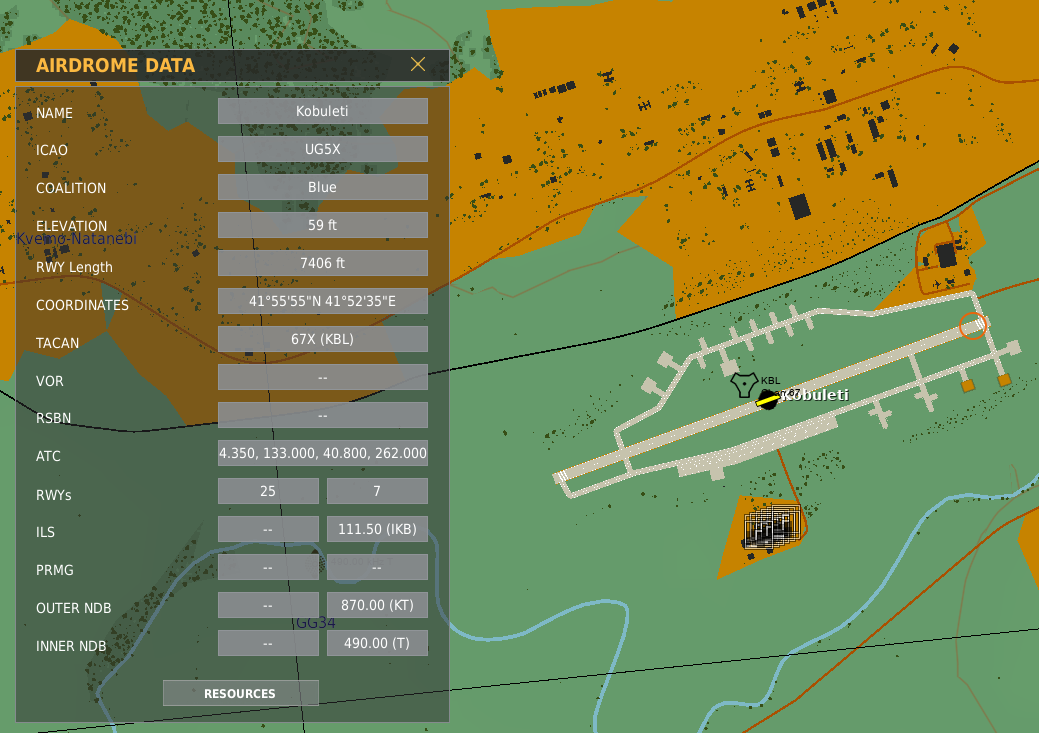 AIRDROME DATA
NAME Kobuleti
ICAO UG5X
COALITION Blue
ELEVATION 59 ft
Kvemo-Natanebi
RWY Length 7406 ft
COORDINATES 41°55'55"N 41°52'35"E
TACAN 67X (KBL)
VOR --
RSBN --
ATC 4.350, 133.000, 40.800, 262.000
RWYs 25 7
ILS -- 111.50 (IKB)
PRMG -- --
OUTER NDB -- 870.00 (KT)
GG34
INNER NDB -- 490.00 (T)
RESOURCES
KBL
Kobuleti